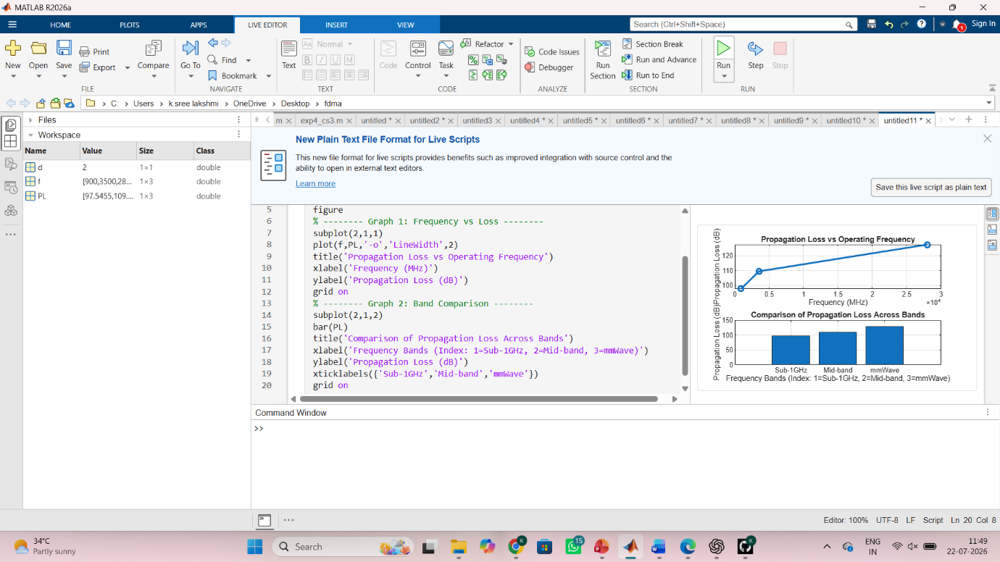 MATLAB R2026a
HOME PLOTS APPS LIVE EDITOR INSERT VIEW Search (Ctrl+Shift+Space) 1 Sign In
New Open Save Print Export Compare FILE
Go To Find Bookmark NAVIGATE
Text Aa Normal B I U M TEXT
Code Control Task Refactor CODE
Code Issues Debugger ANALYZE
Run Section Section Break Run and Advance Run to End SECTION
Run Step Stop RUN
C: › Users › k.sree lakshmi › OneDrive › Desktop › fdma
Files
Workspace
Name Value Size Class
d 2 1×1 double
f [900,3500,28... 1×3 double
PL [97.5455,109.... 1×3 double
.m exp4_cs3.m untitled * untitled2 * untitled3 untitled4 * untitled5 * untitled6 * untitled7 * untitled8 * untitled9 * untitled10 * untitled11 *
New Plain Text File Format for Live Scripts
This new file format for live scripts provides benefits such as improved integration with source control and the
ability to open in external text editors.
Learn more
Save this live script as plain text
5 figure
6 % -------- Graph 1: Frequency vs Loss --------
7 subplot(2,1,1)
8 plot(f,PL,'-o','LineWidth',2)
9 title('Propagation Loss vs Operating Frequency')
10 xlabel('Frequency (MHz)')
11 ylabel('Propagation Loss (dB)')
12 grid on
13 % -------- Graph 2: Band Comparison --------
14 subplot(2,1,2)
15 bar(PL)
16 title('Comparison of Propagation Loss Across Bands')
17 xlabel('Frequency Bands (Index: 1=Sub-1GHz, 2=Mid-band, 3=mmWave)')
18 ylabel('Propagation Loss (dB)')
19 xticklabels({'Sub-1GHz','Mid-band','mmWave'})
20 grid on
Propagation Loss vs Operating Frequency
Propagation Loss (dB)
120
110
100
0 0.5 1 1.5 2 2.5 3
Frequency (MHz) ×10⁴
Comparison of Propagation Loss Across Bands
Propagation Loss (dB)
150
100
50
0
Sub-1GHz Mid-band mmWave
Frequency Bands (Index: 1=Sub-1GHz, 2=Mid-band, 3=mmWave)
Command Window
>>
Editor: 100% UTF-8 LF Script Ln 20 Col 8
34°C
Partly sunny
Search
K
15
K
ENG
IN
11:49
22-07-2026